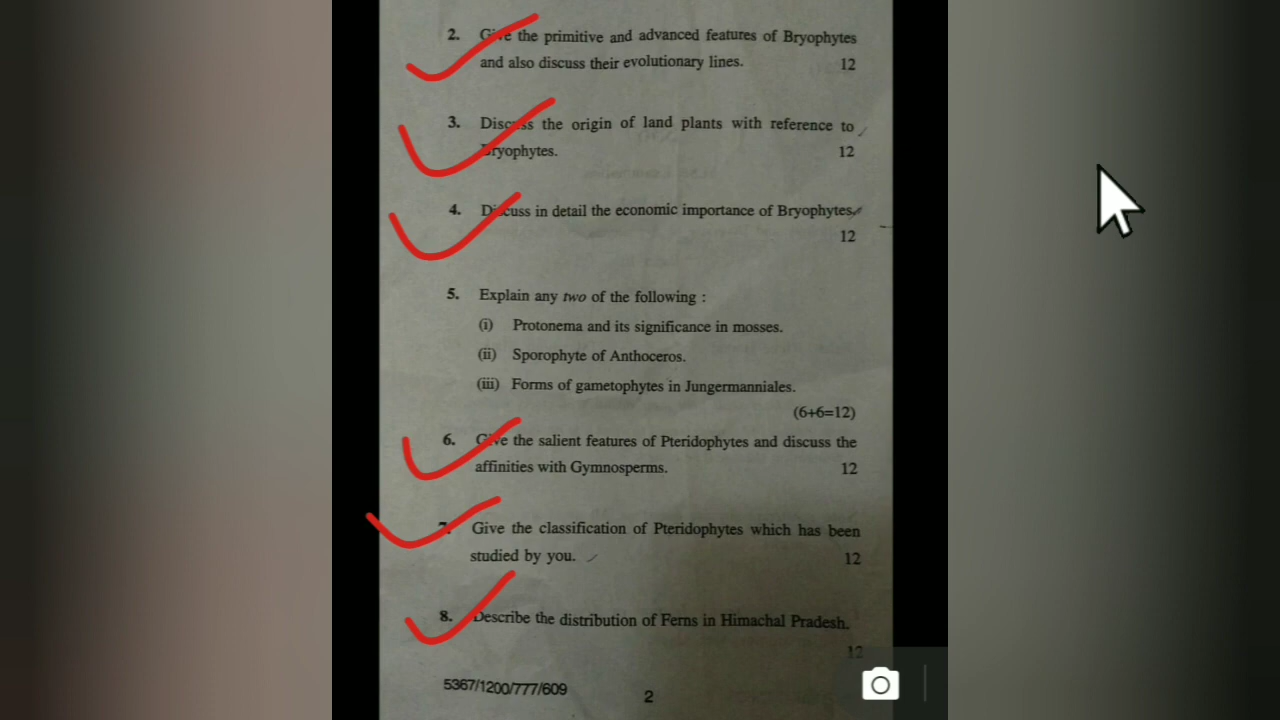 2. Give the primitive and advanced features of Bryophytes
and also discuss their evolutionary lines. 12
3. Discuss the origin of land plants with reference to
Bryophytes. 12
4. Discuss in detail the economic importance of Bryophytes.
12
5. Explain any two of the following :
(i) Protonema and its significance in mosses.
(ii) Sporophyte of Anthoceros.
(iii) Forms of gametophytes in Jungermanniales.
(6+6=12)
6. Give the salient features of Pteridophytes and discuss the
affinities with Gymnosperms. 12
7. Give the classification of Pteridophytes which has been
studied by you. 12
8. Describe the distribution of Ferns in Himachal Pradesh.
12
5367/1200/777/609 2